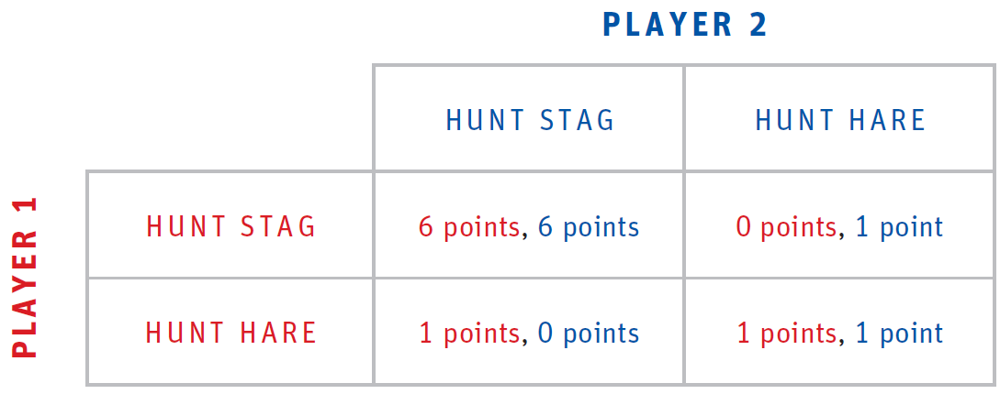 PLAYER 2
HUNT STAG HUNT HARE
PLAYER 1
HUNT STAG 6 points, 6 points 0 points, 1 point
HUNT HARE 1 points, 0 points 1 points, 1 point